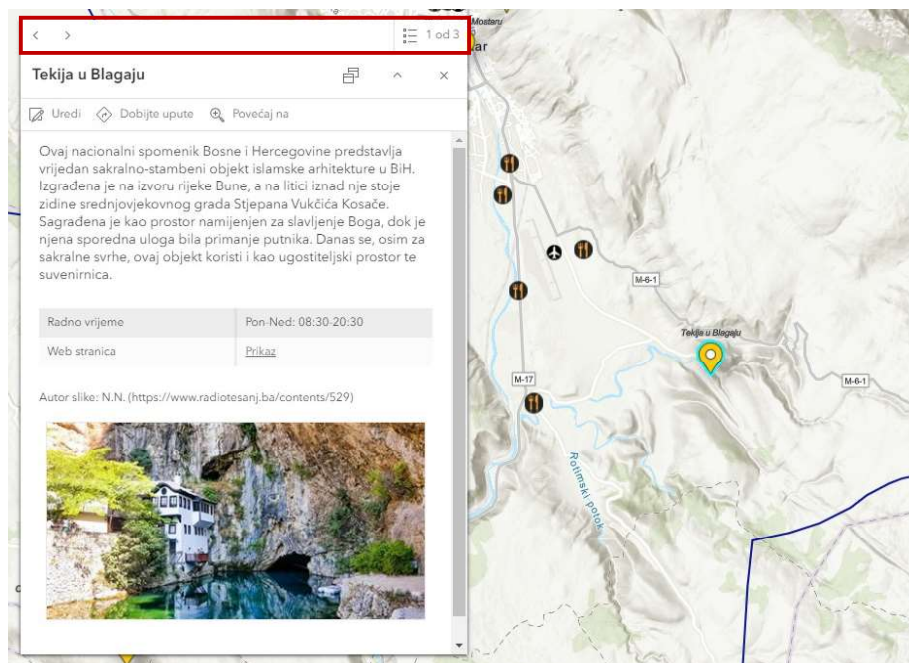 1 od 3
Tekija u Blagaju
Uredi Dobijte upute Povećaj na
Ovaj nacionalni spomenik Bosne i Hercegovine predstavlja
vrijedan sakralno-stambeni objekt islamske arhitekture u BiH.
Izgrađena je na izvoru rijeke Bune, a na litici iznad nje stoje
zidine srednjovjekovnog grada Stjepana Vukčića Kosače.
Sagrađena je kao prostor namijenjen za slavljenje Boga, dok je
njena sporedna uloga bila primanje putnika. Danas se, osim za
sakralne svrhe, ovaj objekt koristi i kao ugostiteljski prostor te
suvenirnica.
Radno vrijeme Pon-Ned: 08:30-20:30
Web stranica Prikaz
Autor slike: N.N. (https://www.radiotesanj.ba/contents/529)
Mostaru
ar
M-6-1
Tekija u Blagaju
M-17
M-6-1
Rotimski potok